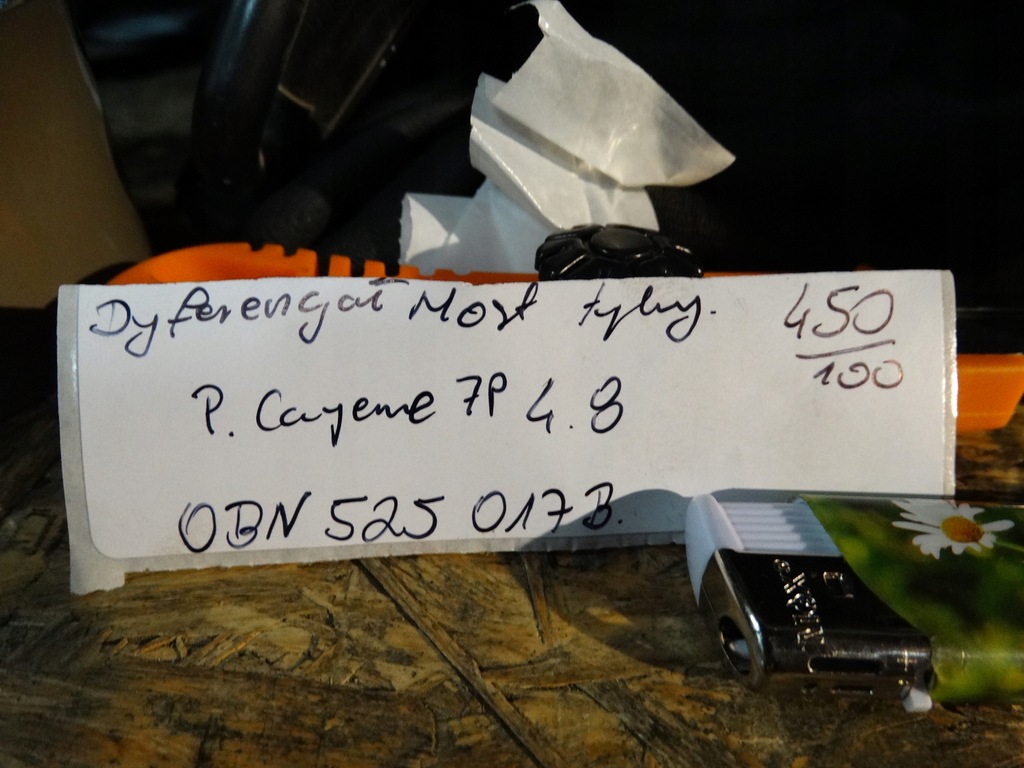 Dyferencjał Most tylny. 450/100
P. Cayenne 7P 4.8
0BN 525 017B.